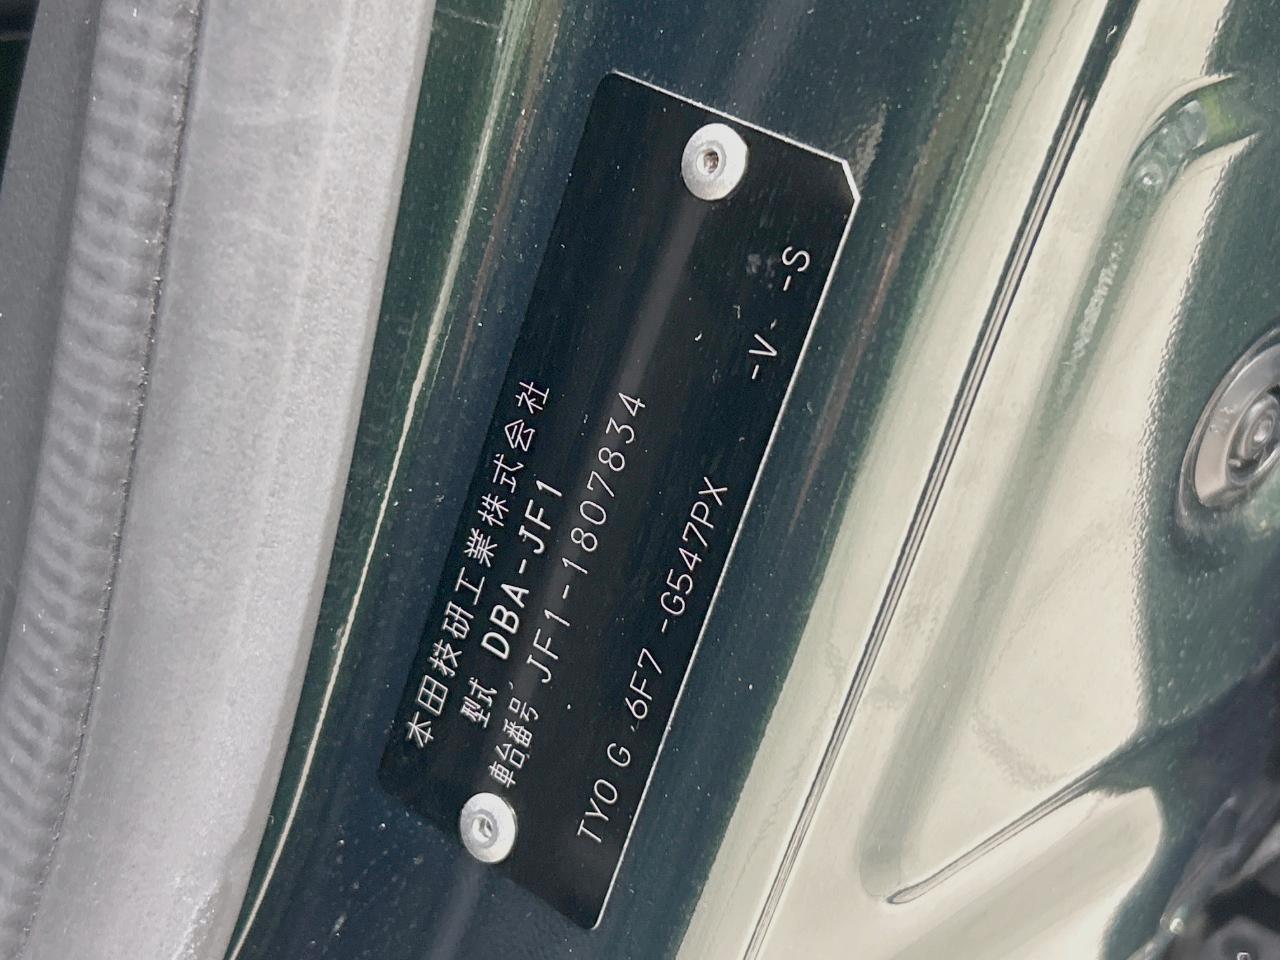 本田技研工業株式会社
型式 DBA-JF1
車台番号 JF1-1807834
TYO G 6F7 -G547PX -V- -S